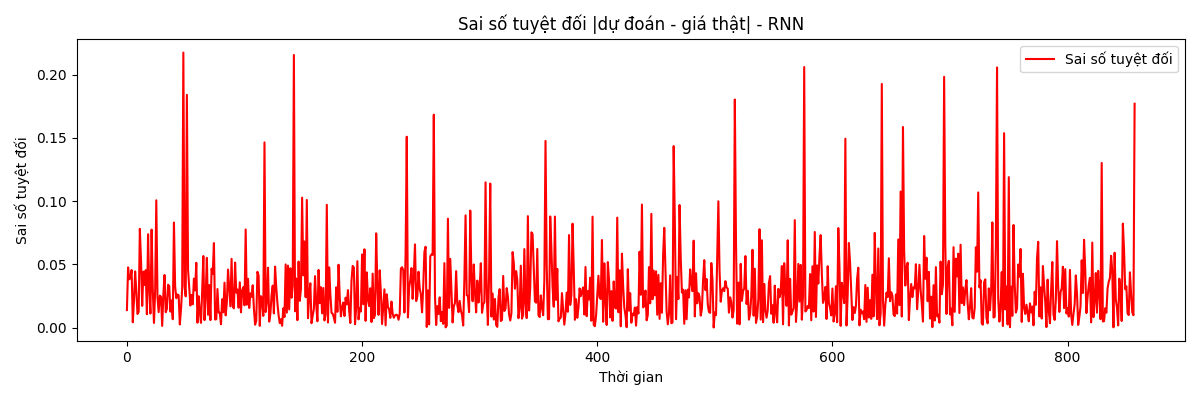 Sai số tuyệt đối |dự đoán - giá thật| - RNN
Sai số tuyệt đối
Sai số tuyệt đối
0.20
0.15
0.10
0.05
0.00
0 200 400 600 800
Thời gian